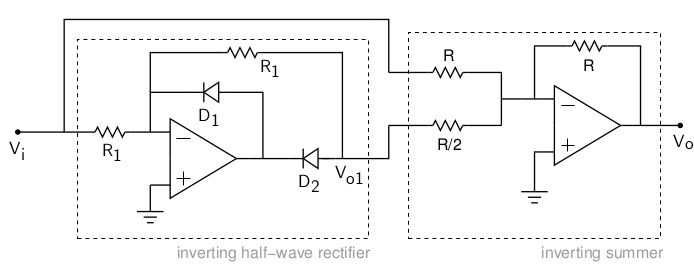 R
R1
R
D1
Vi
R1
R/2
Vo
D2
Vo1
inverting half-wave rectifier
inverting summer